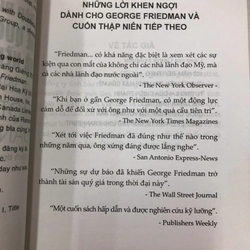 NHỮNG LỜI KHEN NGỢI
DÀNH CHO GEORGE FRIEDMAN VÀ
CUỐN THẬP NIÊN TIẾP THEO
"Friedman... có khả năng đặc biệt là xem xét các sự
kiện qua con mắt của không chỉ các nhà lãnh đạo Mỹ, mà
cả các nhà lãnh đạo nước ngoài".
- The New York Observer -
"Khi bạn ở gần George Friedman, có một động lực
cám dỗ để đối xử với ông như với một quả cầu tiên tri".
- The New York Times Magazines
"Xét tới việc Friedman đã đúng như thế nào trong
những năm qua, ông xứng đáng được lắng nghe".
- San Antonio Express-News
"Những sự dự báo đã khiến George Friedman trở
thành tài sản quý giá trong thời đại này".
- The Wall Street Journal
"Một cuốn sách hấp dẫn và được nghiên cứu kỹ lưỡng".
- Publishers Weekly